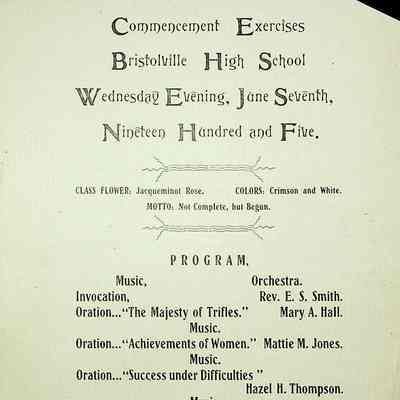 Commencement Exercises
Bristolville High School
Wednesday Evening, June Seventh,
Nineteen Hundred and Five.
CLASS FLOWER: Jacqueminot Rose. COLORS: Crimson and White.
MOTTO: Not Complete, but Begun.
PROGRAM.
Music, Orchestra.
Invocation, Rev. E. S. Smith.
Oration..."The Majesty of Trifles." Mary A. Hall.
Music.
Oration..."Achievements of Women." Mattie M. Jones.
Music.
Oration..."Success under Difficulties"
Hazel H. Thompson.